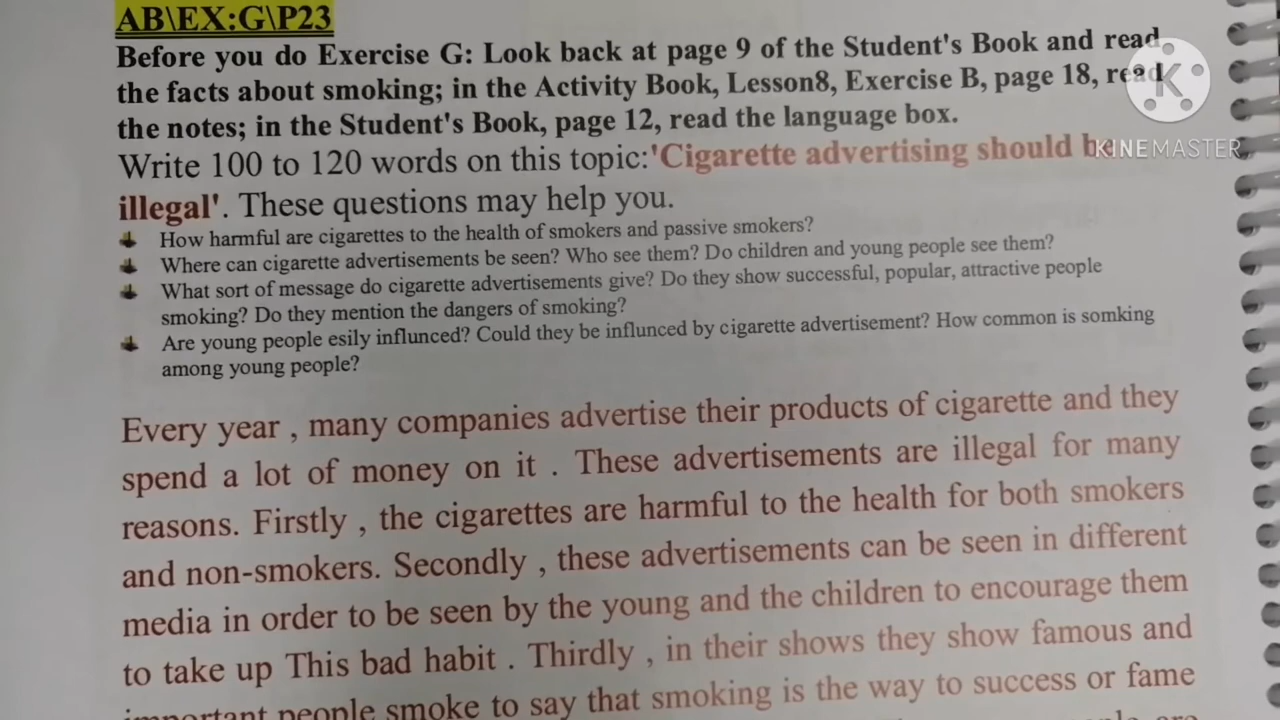 AB\EX:G\P23
Before you do Exercise G: Look back at page 9 of the Student's Book and read
the facts about smoking; in the Activity Book, Lesson8, Exercise B, page 18, read
the notes; in the Student's Book, page 12, read the language box.
Write 100 to 120 words on this topic:'Cigarette advertising should be
illegal'. These questions may help you.
How harmful are cigarettes to the health of smokers and passive smokers?
Where can cigarette advertisements be seen? Who see them? Do children and young people see them?
What sort of message do cigarette advertisements give? Do they show successful, popular, attractive people
smoking? Do they mention the dangers of smoking?
Are young people esily influnced? Could they be influnced by cigarette advertisement? How common is somking
among young people?
Every year , many companies advertise their products of cigarette and they
spend a lot of money on it . These advertisements are illegal for many
reasons. Firstly , the cigarettes are harmful to the health for both smokers
and non-smokers. Secondly , these advertisements can be seen in different
media in order to be seen by the young and the children to encourage them
to take up This bad habit . Thirdly , in their shows they show famous and
important people smoke to say that smoking is the way to success or fame
K
KINEMASTER